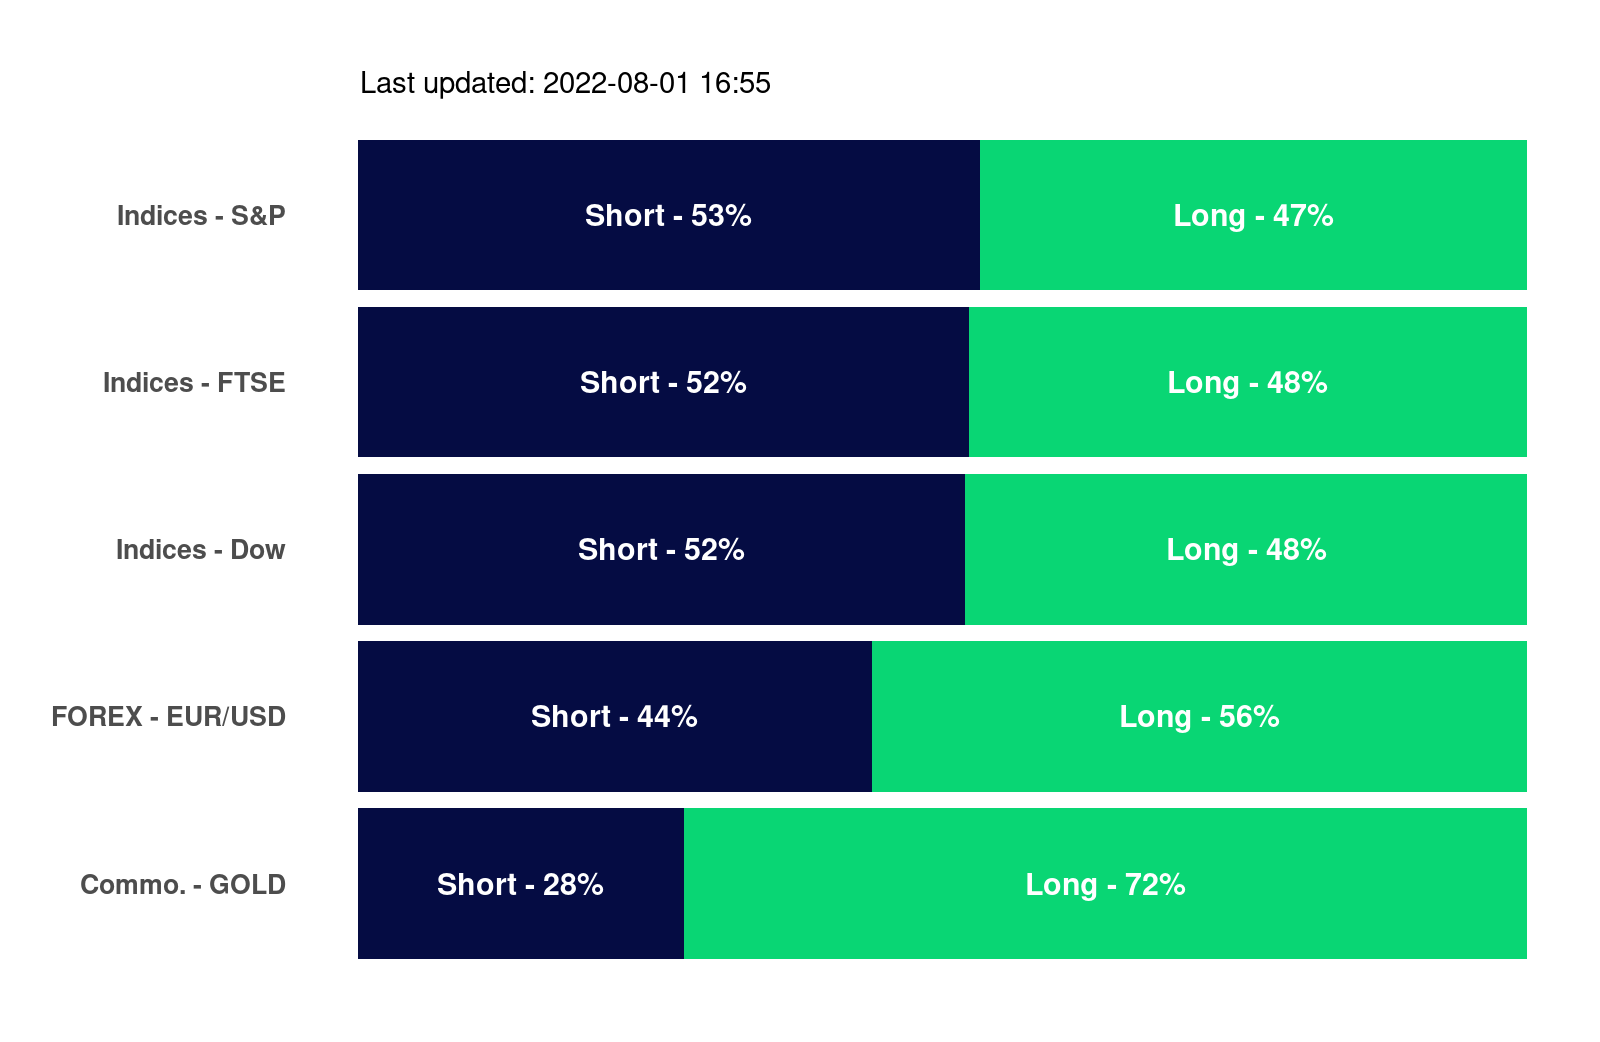 Last updated: 2022-08-01 16:55
Indices - S&P Short - 53% Long - 47%
Indices - FTSE Short - 52% Long - 48%
Indices - Dow Short - 52% Long - 48%
FOREX - EUR/USD Short - 44% Long - 56%
Commo. - GOLD Short - 28% Long - 72%